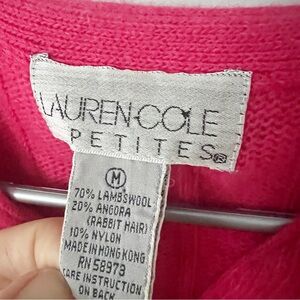 LAUREN·COLE
PETITES®
M
70% LAMBSWOOL
20% ANGORA
(RABBIT HAIR)
10% NYLON
MADE IN HONG KONG
RN 58973
CARE INSTRUCTION
ON BACK